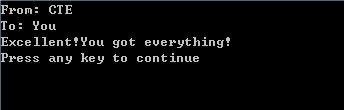 From: CTE
To: You
Excellent!You got everything!
Press any key to continue